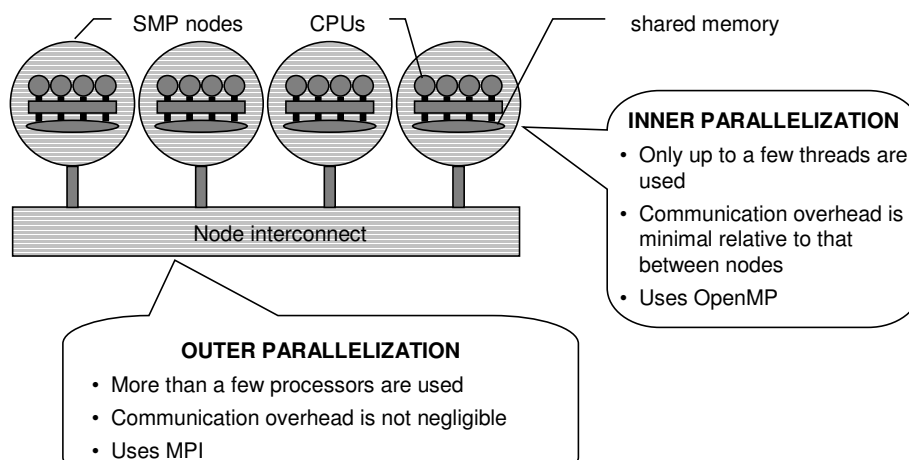 SMP nodes
CPUs
shared memory
INNER PARALLELIZATION
• Only up to a few threads are
used
• Communication overhead is
minimal relative to that
between nodes
• Uses OpenMP
Node interconnect
OUTER PARALLELIZATION
• More than a few processors are used
• Communication overhead is not negligible
• Uses MPI